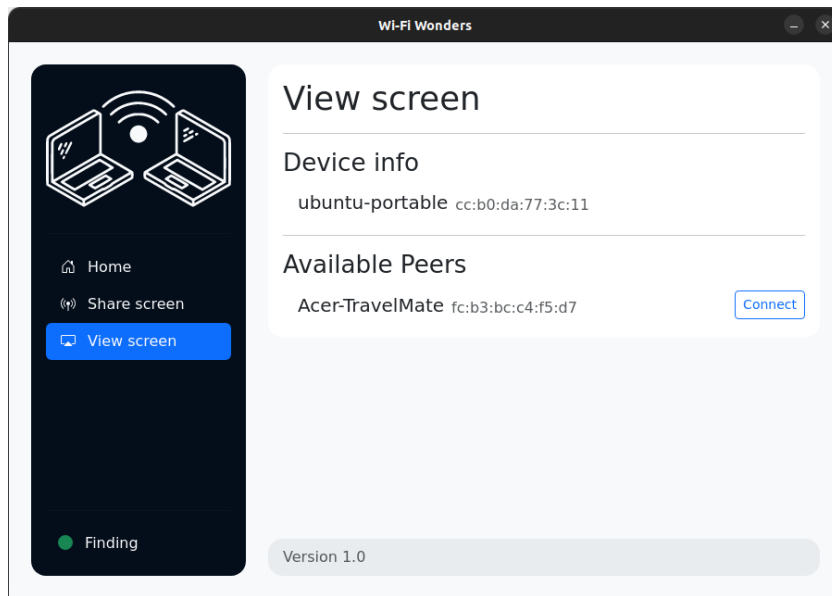 Wi-Fi Wonders
Home
Share screen
View screen
Finding
View screen
Device info
ubuntu-portable cc:b0:da:77:3c:11
Available Peers
Acer-TravelMate fc:b3:bc:c4:f5:d7
Connect
Version 1.0